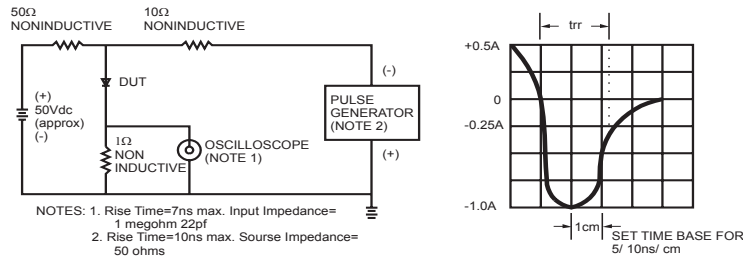 50Ω
NONINDUCTIVE
10Ω
NONINDUCTIVE
DUT
(+)
50Vdc
(approx)
(-)
1Ω
NON
INDUCTIVE
OSCILLOSCOPE
(NOTE 1)
(-)
PULSE
GENERATOR
(NOTE 2)
(+)
NOTES: 1. Rise Time=7ns max. Input Impedance=
1 megohm 22pf
2. Rise Time=10ns max. Sourse Impedance=
50 ohms
trr
+0.5A
0
-0.25A
-1.0A
1cm
SET TIME BASE FOR
5/ 10ns/ cm